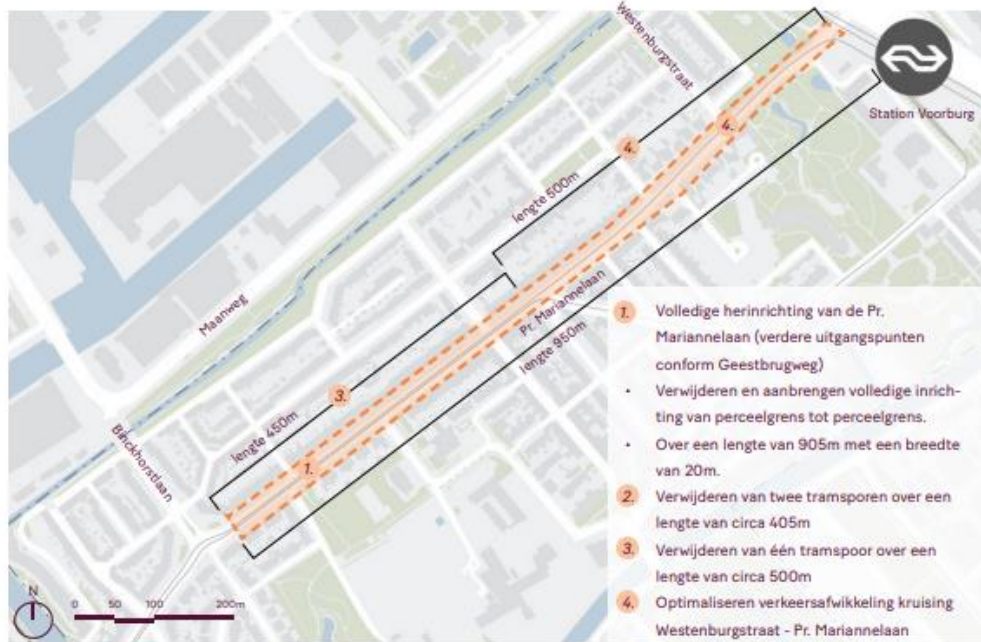 Westenburgstraat
Station Voorburg
4.
4.
lengte 500m
Maanweg
Pr. Mariannelaan
lengte 950m
3.
lengte 450m
Binckhorstlaan
1.
N
0 50 100 200m
1. Volledige herinrichting van de Pr.
Mariannelaan (verdere uitgangspunten
conform Geestbrugweg)
• Verwijderen en aanbrengen volledige inrich-
ting van perceelgrens tot perceelgrens.
• Over een lengte van 905m met een breedte
van 20m.
2. Verwijderen van twee tramsporen over een
lengte van circa 405m
3. Verwijderen van één tramspoor over een
lengte van circa 500m
4. Optimaliseren verkeersafwikkeling kruising
Westenburgstraat - Pr. Mariannelaan